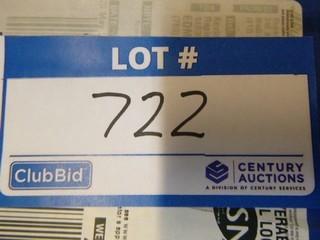 LOT #
722
ClubBid
CENTURY
AUCTIONS
A DIVISION OF CENTURY SERVICES